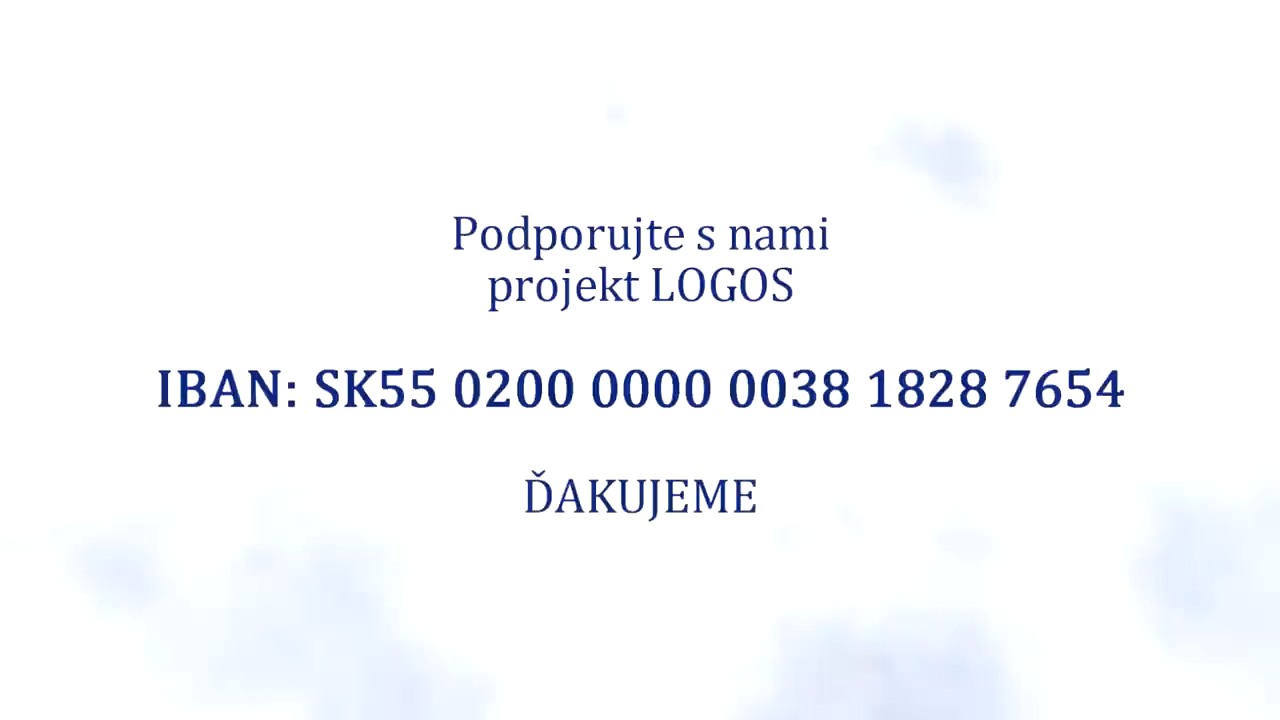 Podporujte s nami
projekt LOGOS
IBAN: SK55 0200 0000 0038 1828 7654
ĎAKUJEME